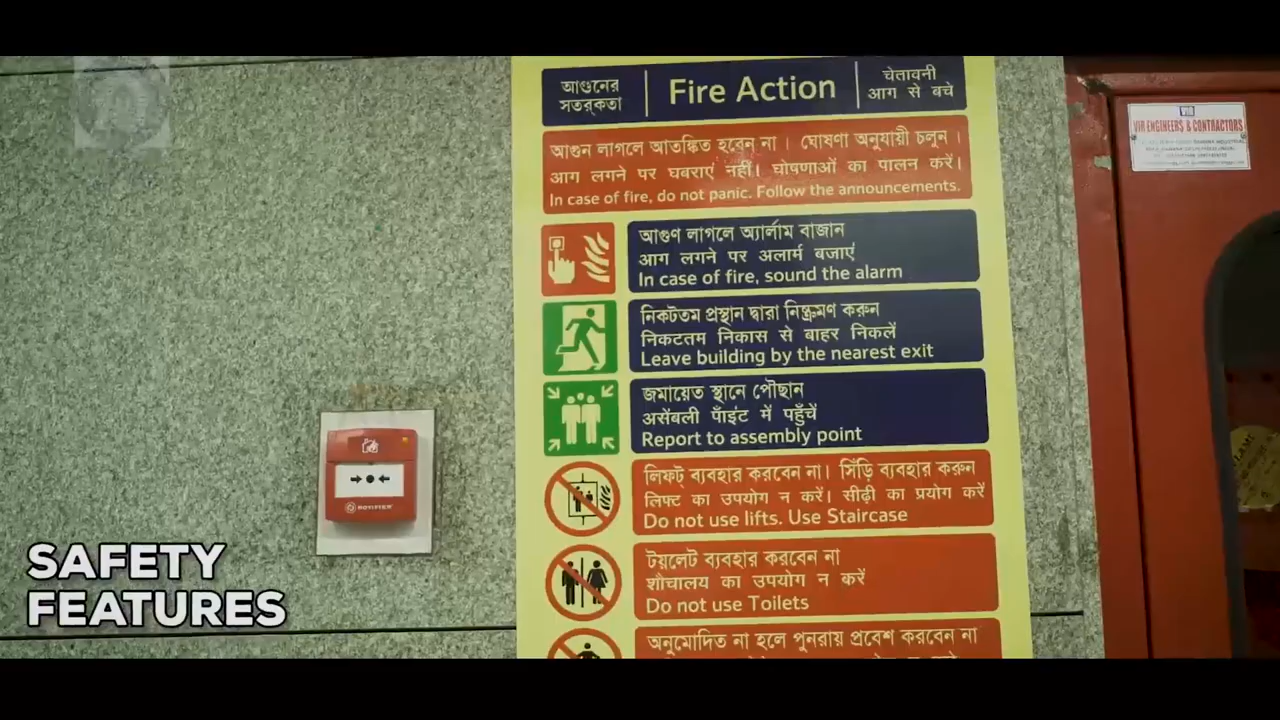 আগুনের
সতর্কতা
Fire Action
चेतावनी
आग से बचे
আগুন লাগলে আতঙ্কিত হবেন না। ঘোষণা অনুযায়ী চলুন।
आग लगने पर घबराएं नहीं। घोषणाओं का पालन करें।
In case of fire, do not panic. Follow the announcements.
আগুণ লাগলে অ্যার্লাম বাজান
आग लगने पर अलार्म बजाएं
In case of fire, sound the alarm
নিকটতম প্রস্থান দ্বারা নিষ্ক্রমণ করুন
निकटतम निकास से बाहर निकलें
Leave building by the nearest exit
জমায়েত স্থানে পৌছান
असेंबली पाँइंट में पहुँचें
Report to assembly point
লিফট্ ব্যবহার করবেন না। সিঁড়ি ব্যবহার করুন
लिफ्ट का उपयोग न करें। सीढ़ी का प्रयोग करें
Do not use lifts. Use Staircase
টয়লেট ব্যবহার করবেন না
शौचालय का उपयोग न करें
Do not use Toilets
অনুমোদিত না হলে পুনরায় প্রবেশ করবেন না
VIR
VIR ENGINEERS & CONTRACTORS
NOTIFIER
SAFETY
FEATURES